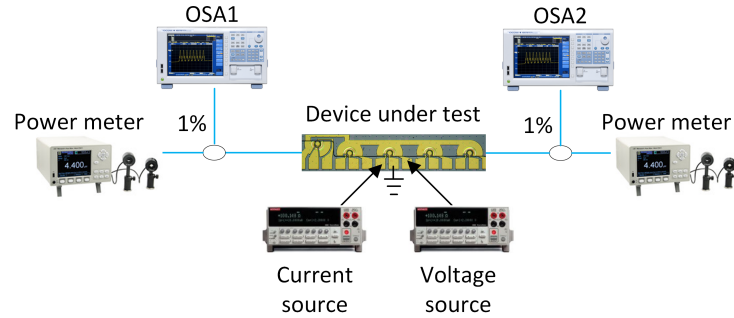 OSA1
OSA2
Power meter
1%
Device under test
1%
Power meter
4.400
4.400
Current
source
Voltage
source